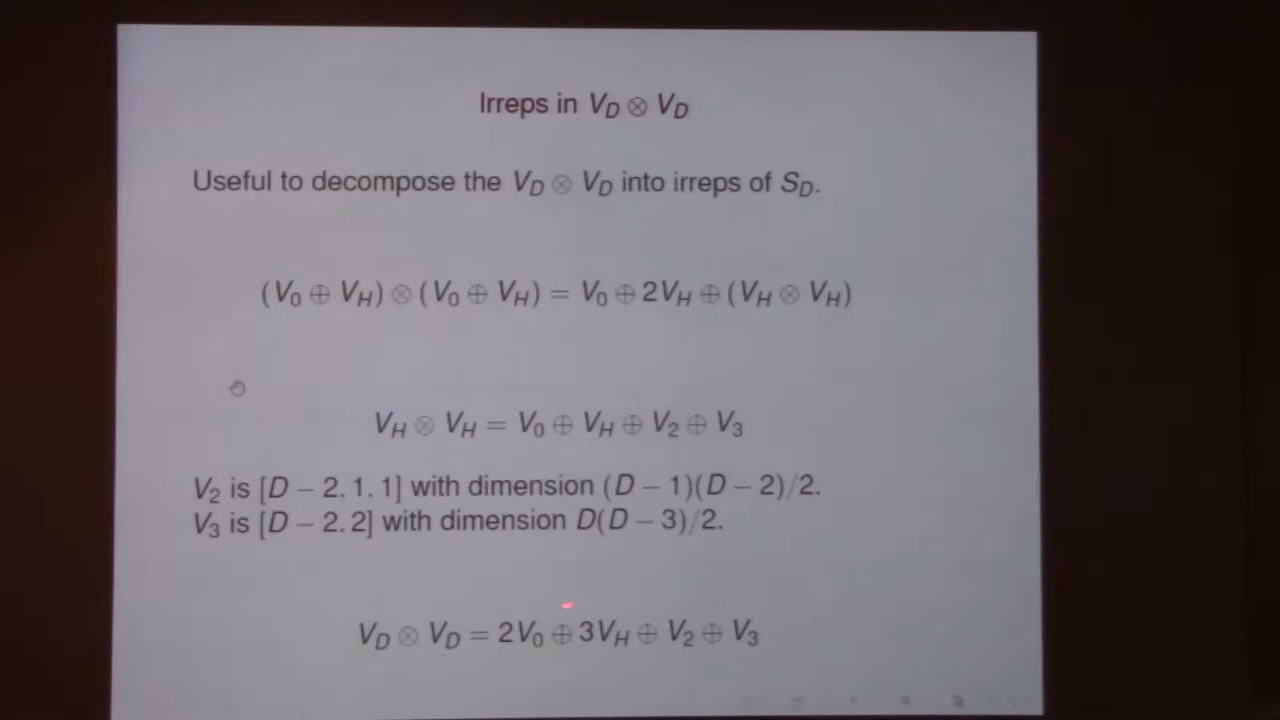 Irreps in V_D ⊗ V_D
Useful to decompose the V_D ⊗ V_D into irreps of S_D.
(V_0 ⊕ V_H) ⊗ (V_0 ⊕ V_H) = V_0 ⊕ 2V_H ⊕ (V_H ⊗ V_H)
V_H ⊗ V_H = V_0 ⊕ V_H ⊕ V_2 ⊕ V_3
V_2 is [D − 2, 1, 1] with dimension (D − 1)(D − 2)/2.
V_3 is [D − 2, 2] with dimension D(D − 3)/2.
V_D ⊗ V_D = 2V_0 ⊕ 3V_H ⊕ V_2 ⊕ V_3